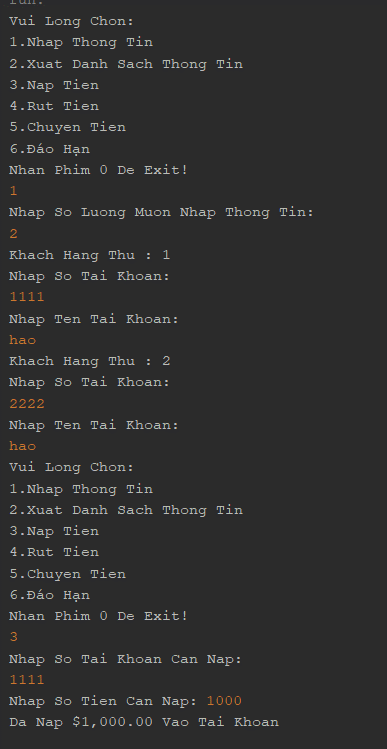 run:
Vui Long Chon:
1.Nhap Thong Tin
2.Xuat Danh Sach Thong Tin
3.Nap Tien
4.Rut Tien
5.Chuyen Tien
6.Đáo Hạn
Nhan Phim 0 De Exit!
1
Nhap So Luong Muon Nhap Thong Tin:
2
Khach Hang Thu : 1
Nhap So Tai Khoan:
1111
Nhap Ten Tai Khoan:
hao
Khach Hang Thu : 2
Nhap So Tai Khoan:
2222
Nhap Ten Tai Khoan:
hao
Vui Long Chon:
1.Nhap Thong Tin
2.Xuat Danh Sach Thong Tin
3.Nap Tien
4.Rut Tien
5.Chuyen Tien
6.Đáo Hạn
Nhan Phim 0 De Exit!
3
Nhap So Tai Khoan Can Nap:
1111
Nhap So Tien Can Nap: 1000
Da Nap $1,000.00 Vao Tai Khoan